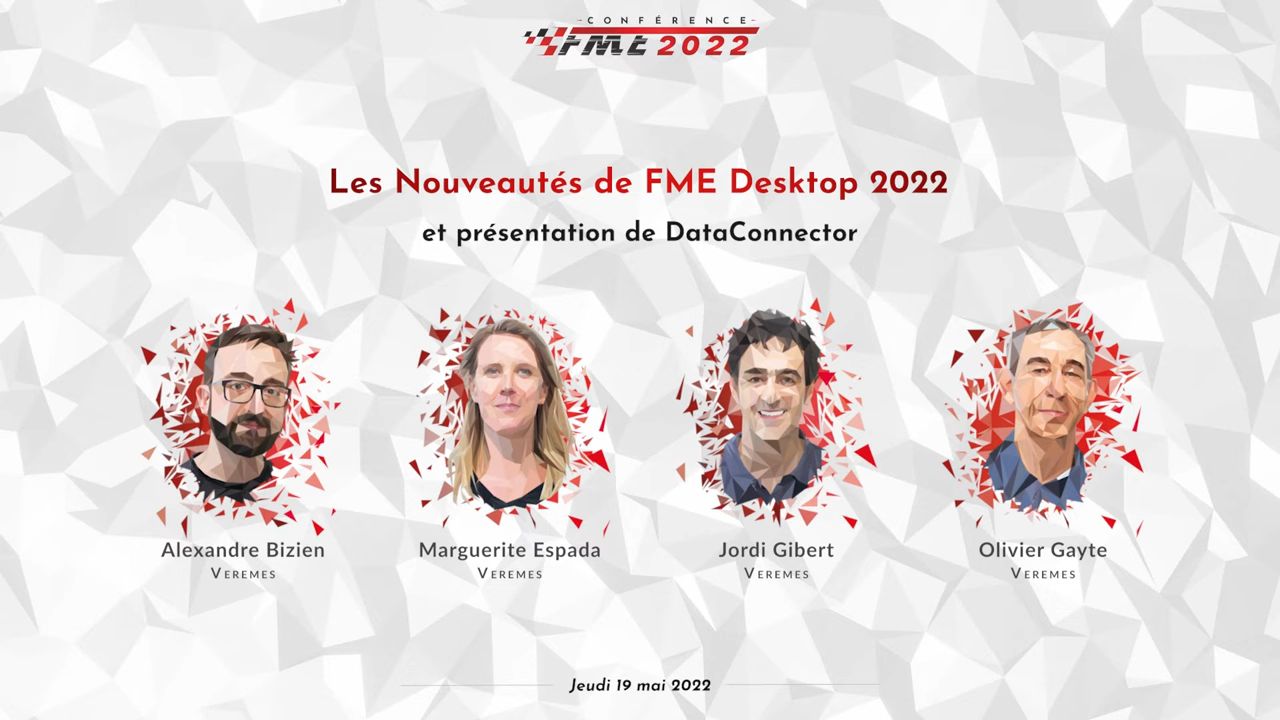 CONFÉRENCE
FME 2022
Les Nouveautés de FME Desktop 2022
et présentation de DataConnector
Alexandre Bizien
VEREMES
Marguerite Espada
VEREMES
Jordi Gibert
VEREMES
Olivier Gayte
VEREMES
Jeudi 19 mai 2022